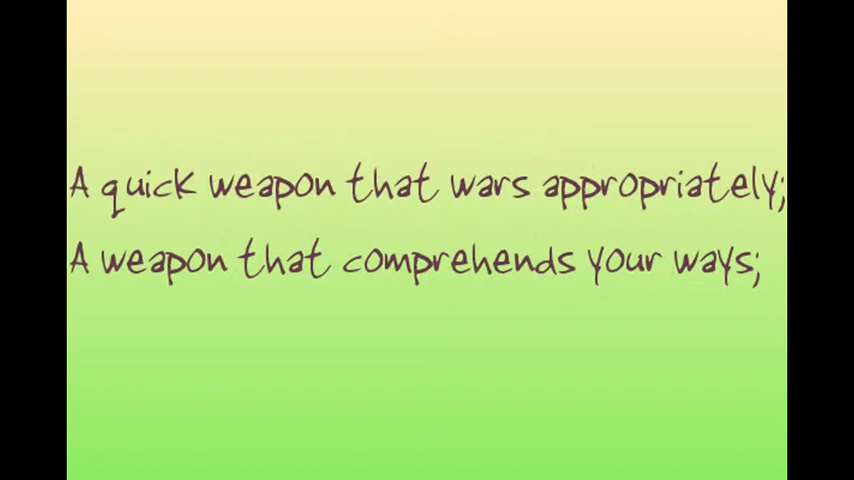 A quick weapon that wars appropriately;
A weapon that comprehends your ways;